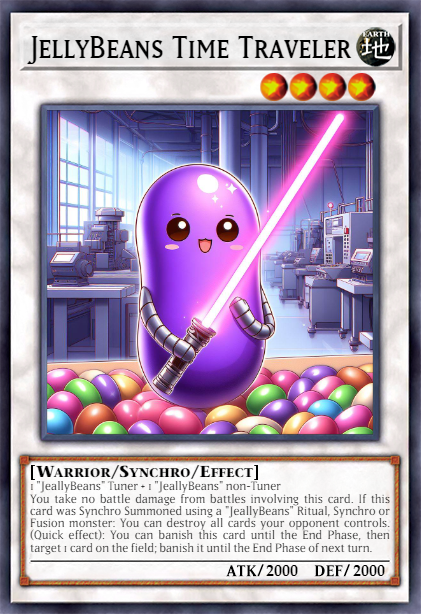 JellyBeans Time Traveler
EARTH
地
[Warrior/Synchro/Effect]
1 "JeallyBeans" Tuner + 1 "JeallyBeans" non-Tuner
You take no battle damage from battles involving this card. If this
card was Synchro Summoned using a "JeallyBeans" Ritual, Synchro or
Fusion monster: You can destroy all cards your opponent controls.
(Quick effect): You can banish this card until the End Phase, then
target 1 card on the field; banish it until the End Phase of next turn.
ATK/2000 DEF/2000